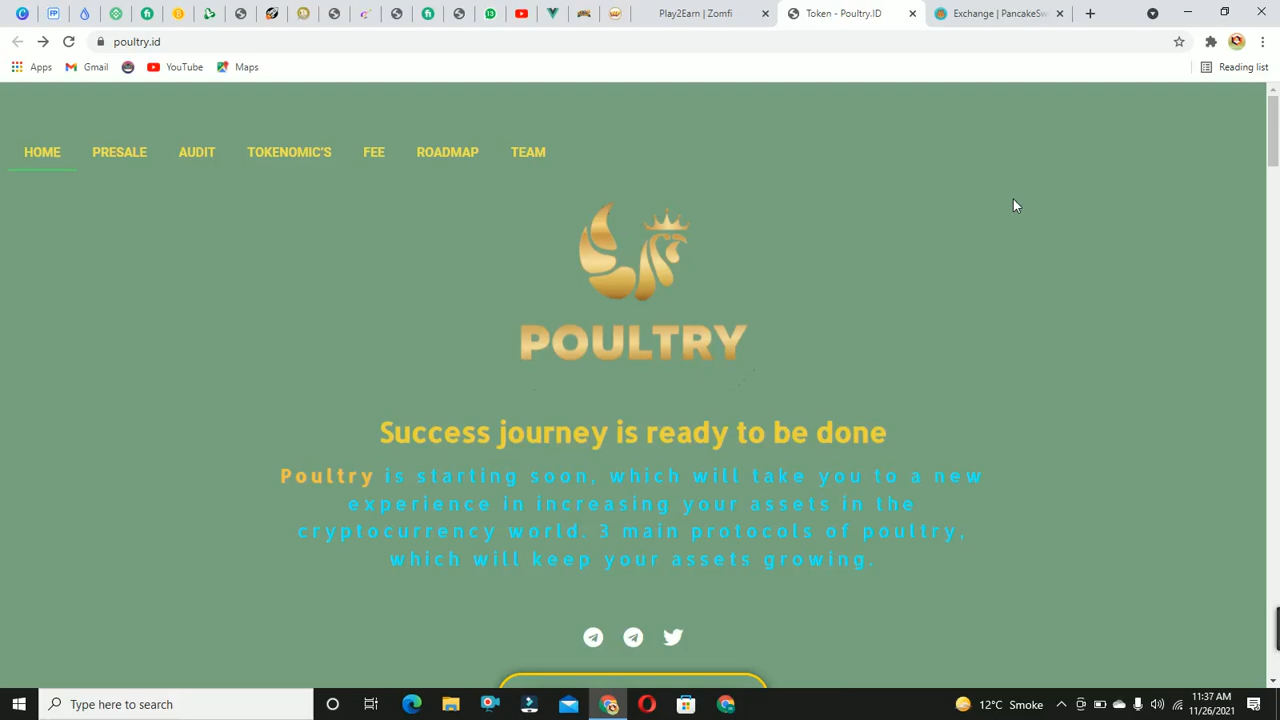 Play2Earn | Zomfi
Token - Poultry.ID
Exchange | PancakeSw
poultry.id
Apps
Gmail
YouTube
Maps
Reading list
HOME
PRESALE
AUDIT
TOKENOMIC'S
FEE
ROADMAP
TEAM
POULTRY
Success journey is ready to be done
Poultry is starting soon, which will take you to a new
experience in increasing your assets in the
cryptocurrency world. 3 main protocols of poultry,
which will keep your assets growing.
Type here to search
12°C Smoke
11:37 AM
11/26/2021